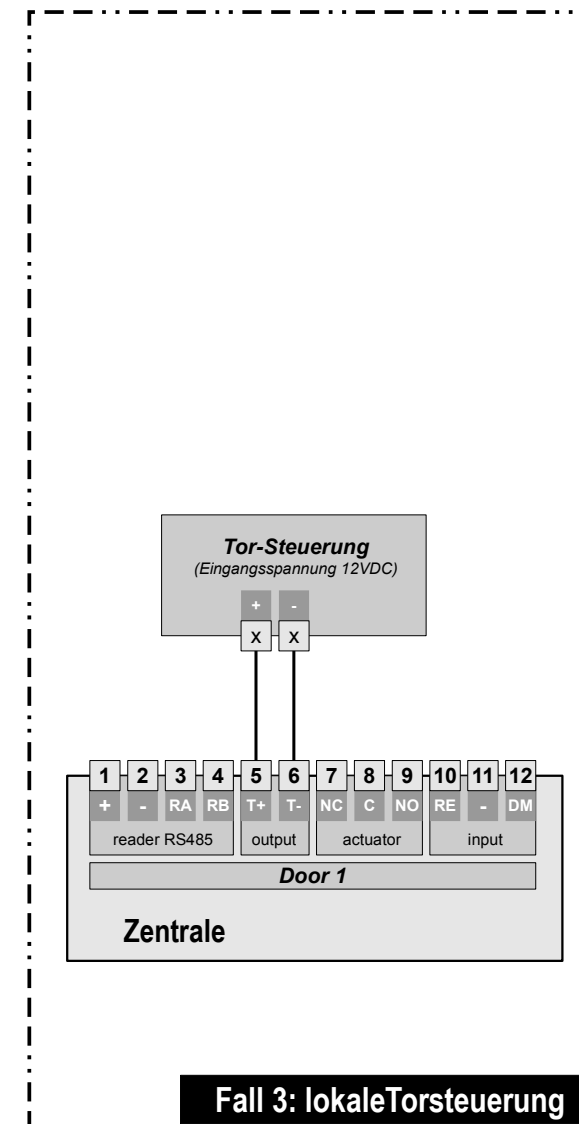 Tor-Steuerung
(Eingangsspannung 12VDC)
+ -
X X
1 2 3 4 5 6 7 8 9 10 11 12
+ - RA RB T+ T- NC C NO RE - DM
reader RS485 output actuator input
Door 1
Zentrale
Fall 3: lokaleTorsteuerung